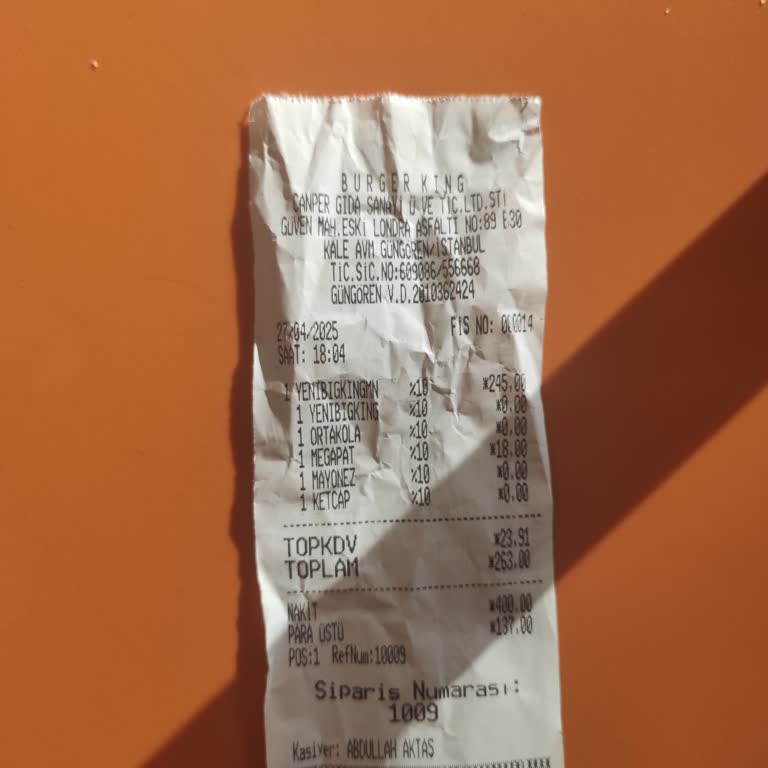 BURGER KING
CANPER GIDA SANAYİ Ü VE TİC.LTD.ŞTİ
GÜVEN MAH.ESKİ LONDRA ASFALTI NO:89 E30
KALE AVM GÜNGÖREN/İSTANBUL
TİC.SİC.NO:609086/556668
GÜNGÖREN V.D.2010362424
27/04/2025 FİŞ NO: 000014
SAAT: 18:04
1 YENIBIGKINGMN %10 *245.00
1 YENIBIGKING %10 *0.00
1 ORTAKOLA %10 *0.00
1 MEGAPAT %10 *18.00
1 MAYONEZ %10 *0.00
1 KETCAP %10 *0.00
TOPKDV *23.91
TOPLAM *263.00
NAKİT *400.00
PARA ÜSTÜ *137.00
POS:1 RefNum:10009
Siparis Numarası:
1009
Kasiyer: ABDULLAH AKTAS